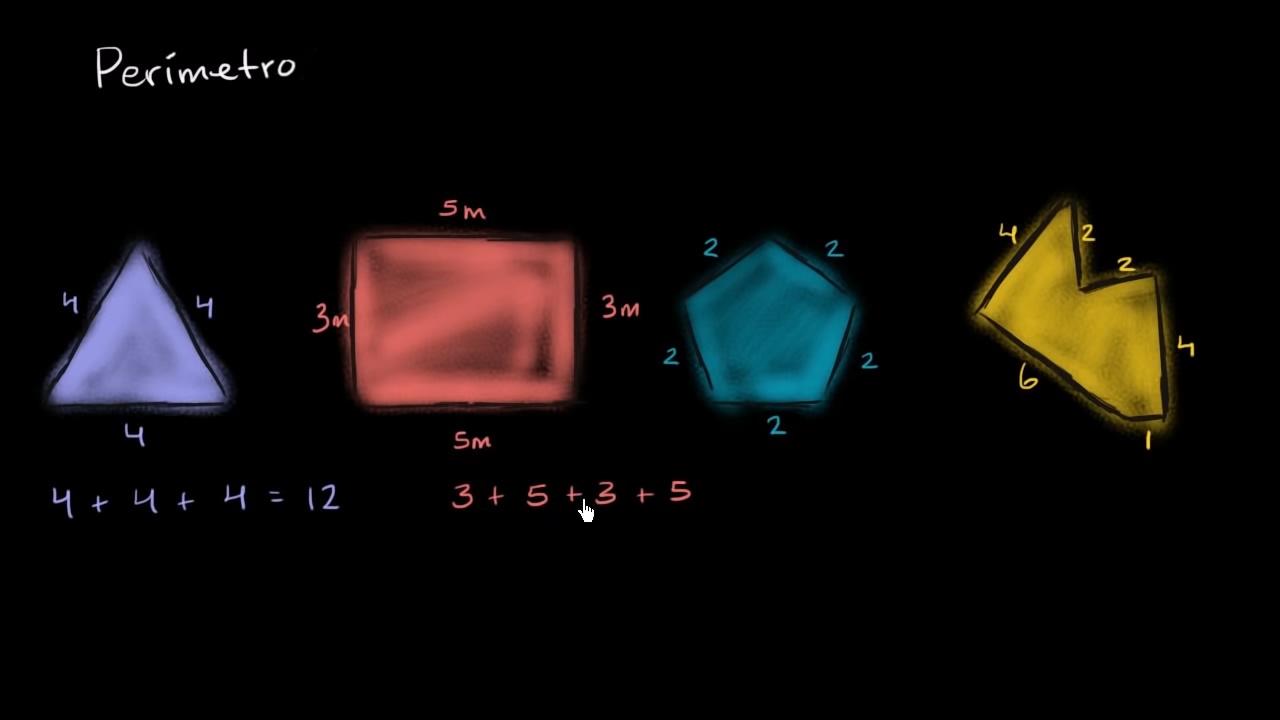 Perímetro
4 4 4
5m 3m 3m 5m
2 2 2 2 2
4 2 2 4 6 1
4 + 4 + 4 = 12
3 + 5 + 3 + 5